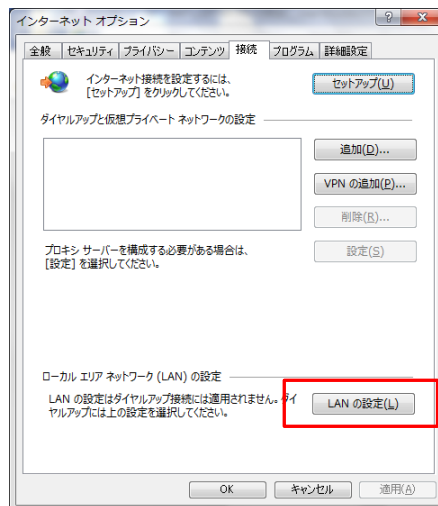 インターネット オプション
全般 セキュリティ プライバシー コンテンツ 接続 プログラム 詳細設定
インターネット接続を設定するには、
[セットアップ] をクリックしてください。
セットアップ(U)
ダイヤルアップと仮想プライベート ネットワークの設定
追加(D)...
VPN の追加(P)...
削除(R)...
プロキシ サーバーを構成する必要がある場合は、
[設定] を選択してください。
設定(S)
ローカル エリア ネットワーク (LAN) の設定
LAN の設定はダイヤルアップ接続には適用されません。ダイ
ヤルアップには上の設定を選択してください。
LAN の設定(L)
OK キャンセル 適用(A)